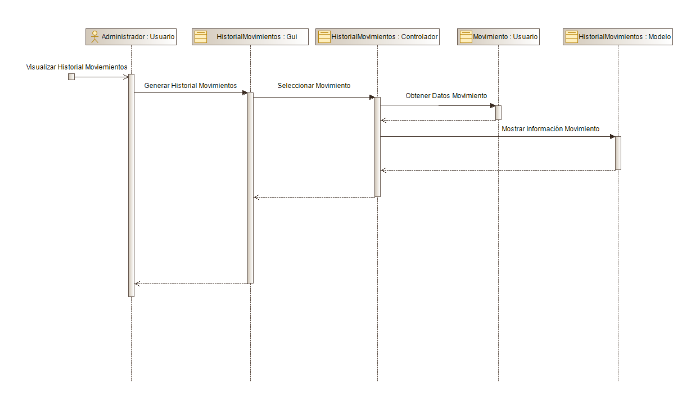 Administrador : Usuario
HistorialMovimientos : Gui
HistorialMovimientos : Controlador
Movimiento : Usuario
HistorialMovimientos : Modelo
Visualizar Historial Moviemientos
Generar Historial Movimientos
Seleccionar Movimiento
Obtener Datos Movimiento
Mostrar Información Movimiento